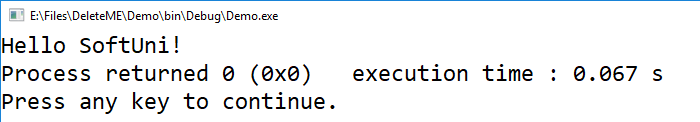 E:\Files\DeleteME\Demo\bin\Debug\Demo.exe
Hello SoftUni!
Process returned 0 (0x0)   execution time : 0.067 s
Press any key to continue.